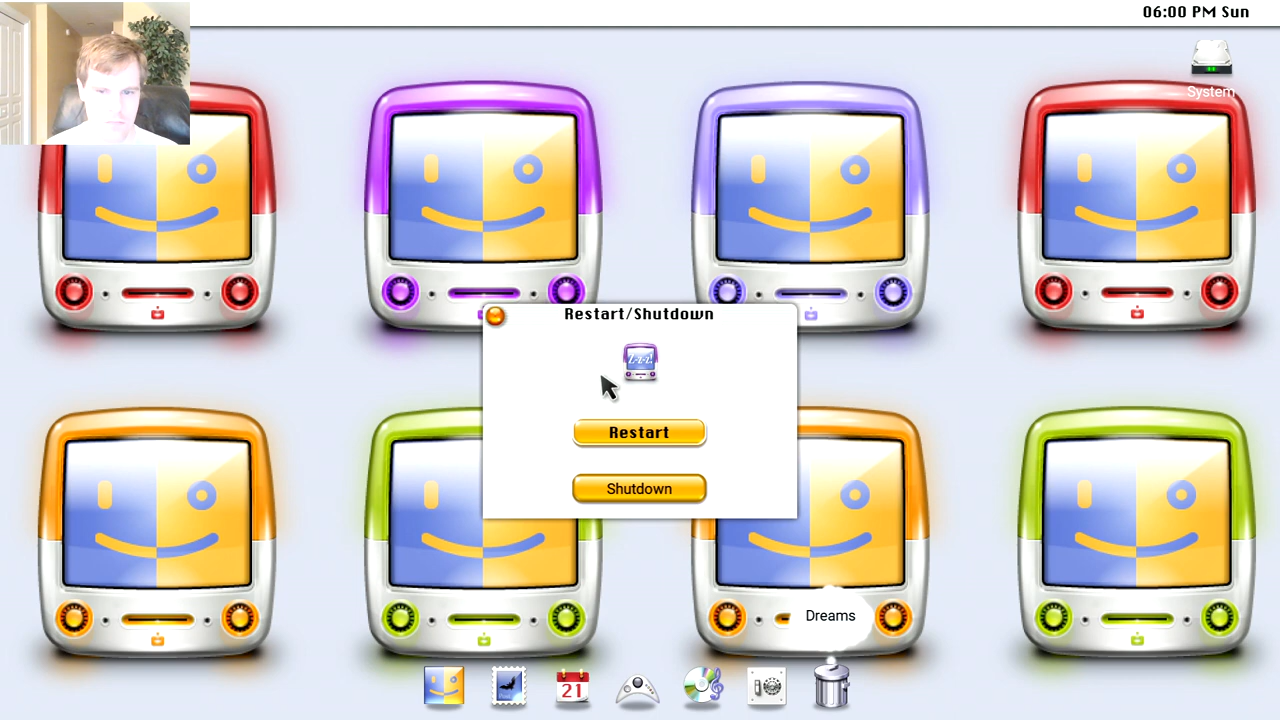 06:00 PM Sun
System
Restart/Shutdown
Z-z-z!
Restart
Shutdown
Dreams
21